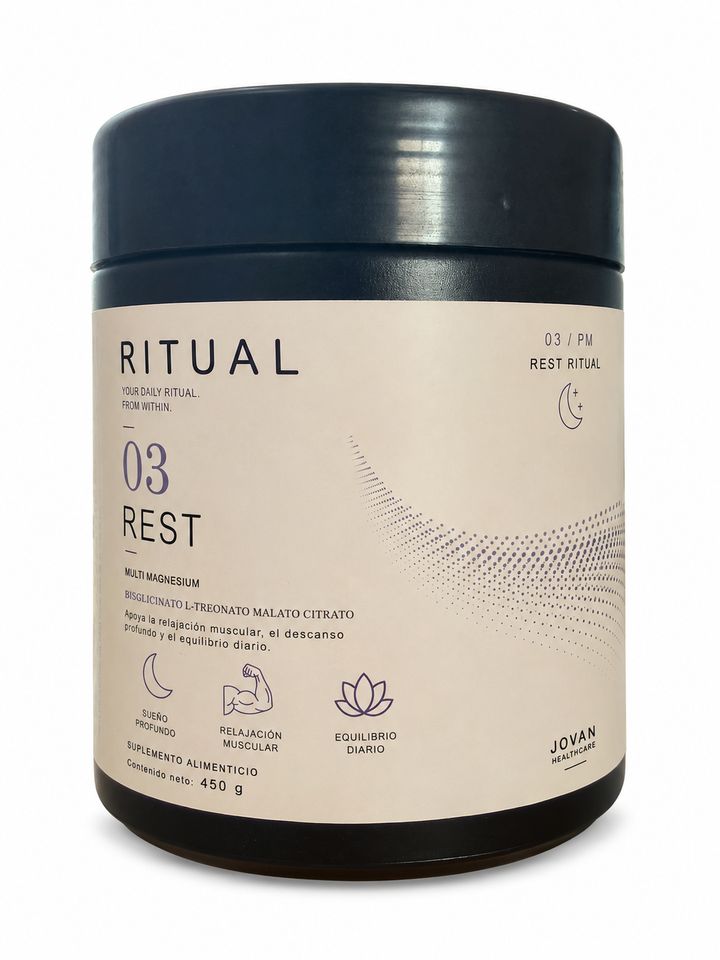 RITUAL
YOUR DAILY RITUAL.
FROM WITHIN.
03 / PM
REST RITUAL
03
REST
MULTI MAGNESIUM
BISGLICINATO L-TREONATO MALATO CITRATO
Apoya la relajación muscular, el descanso
profundo y el equilibrio diario.
SUEÑO
PROFUNDO
RELAJACIÓN
MUSCULAR
EQUILIBRIO
DIARIO
SUPLEMENTO ALIMENTICIO
Contenido neto: 450 g
JOVAN
HEALTHCARE